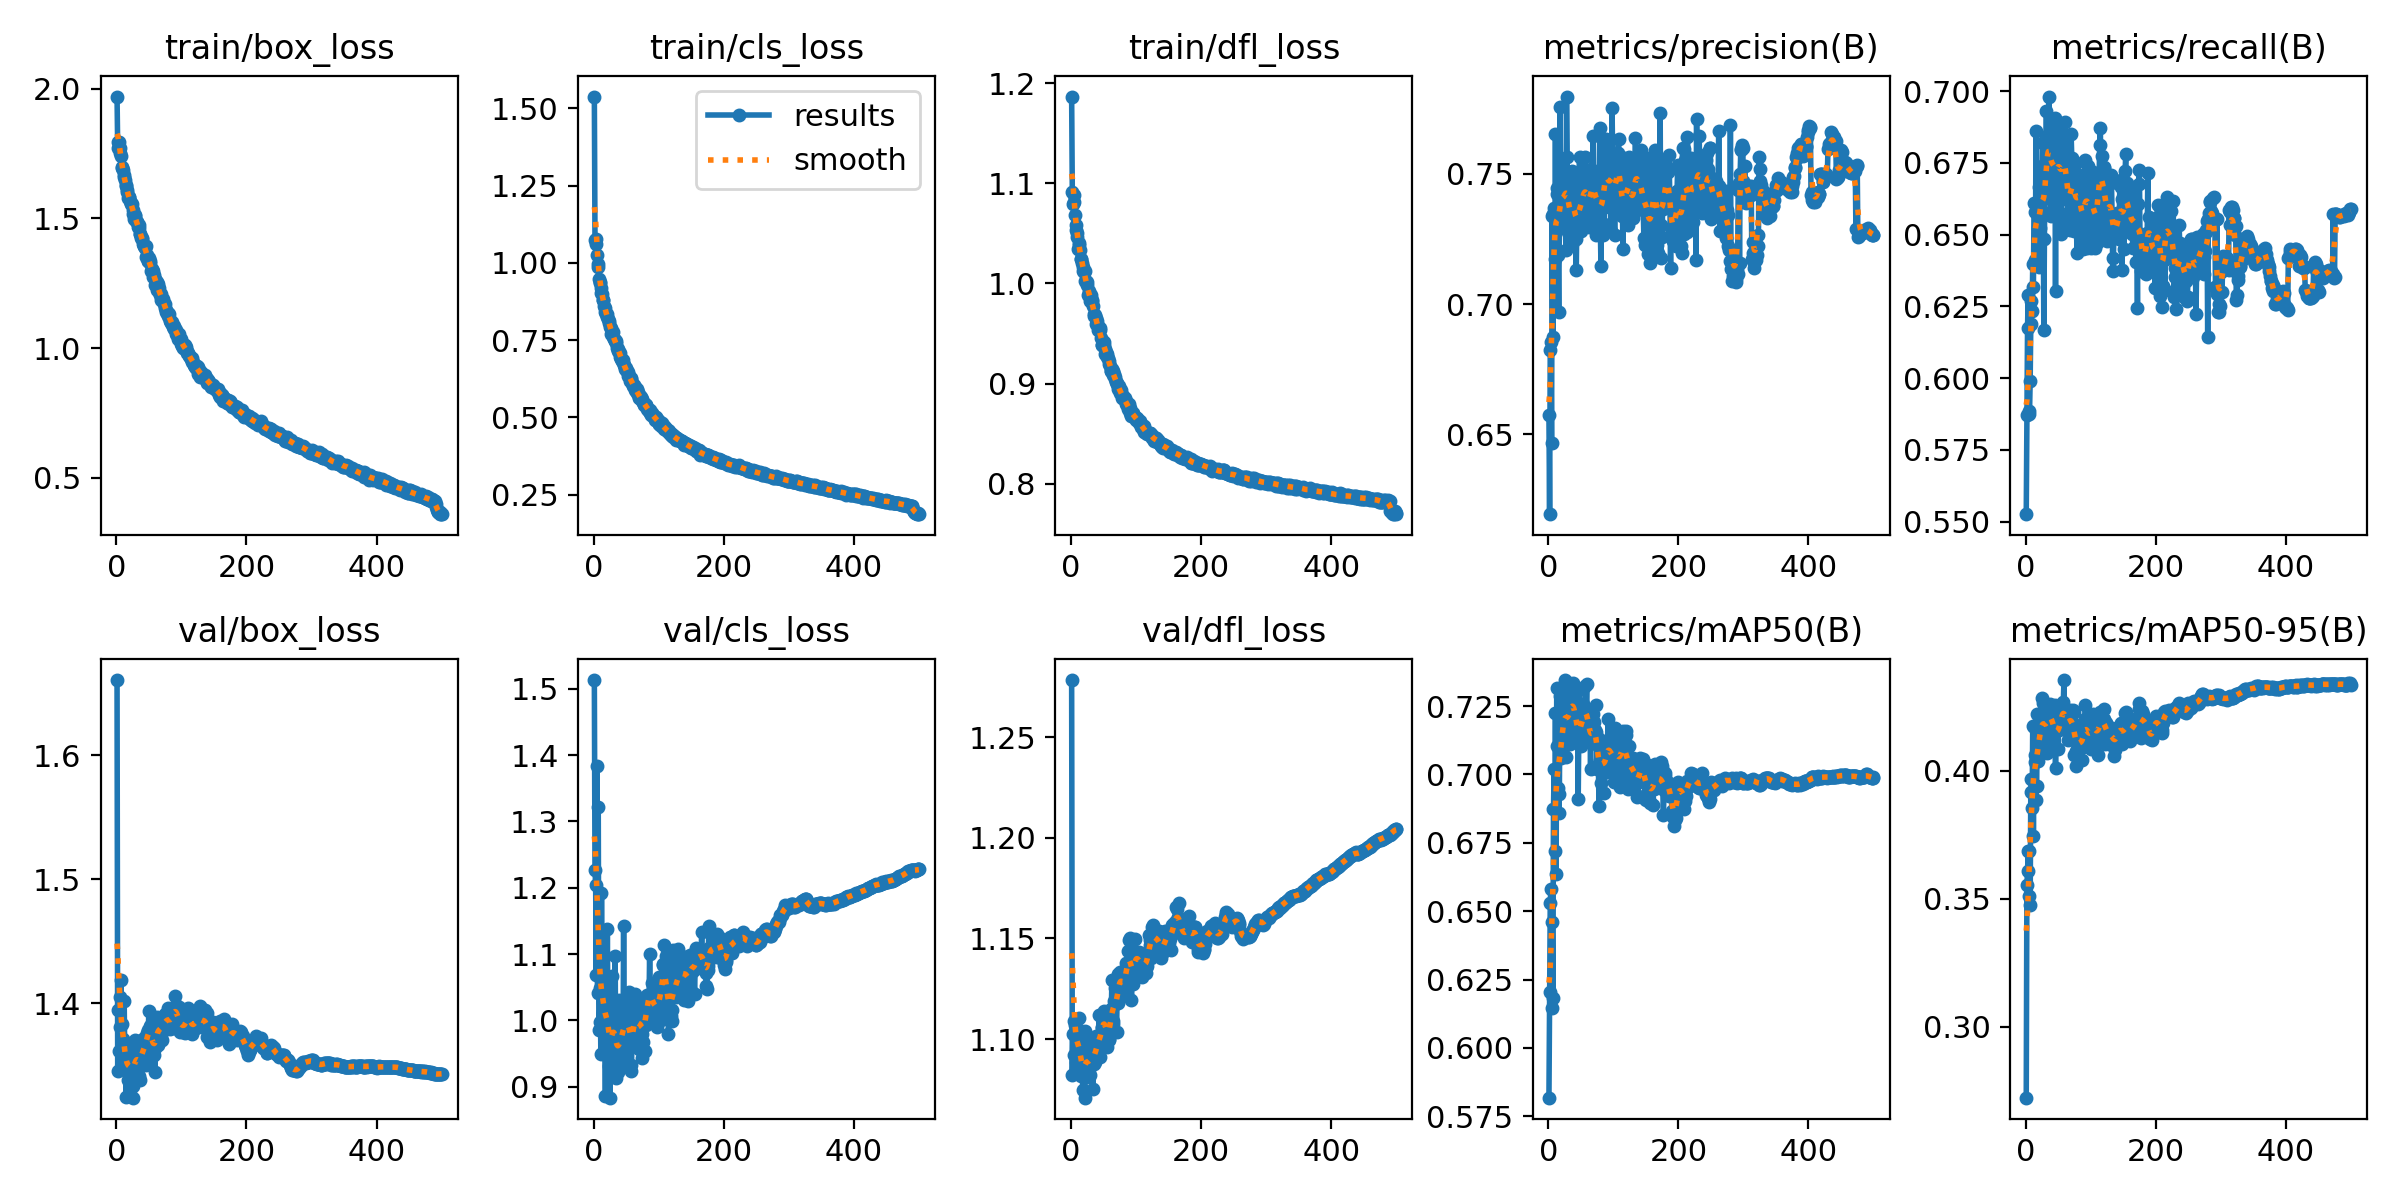 train/box_loss
2.0
1.5
1.0
0.5
0 200 400
train/cls_loss
results
smooth
1.50
1.25
1.00
0.75
0.50
0.25
0 200 400
train/dfl_loss
1.2
1.1
1.0
0.9
0.8
0 200 400
metrics/precision(B)
0.75
0.70
0.65
0 200 400
metrics/recall(B)
0.700
0.675
0.650
0.625
0.600
0.575
0.550
0 200 400
val/box_loss
1.6
1.5
1.4
0 200 400
val/cls_loss
1.5
1.4
1.3
1.2
1.1
1.0
0.9
0 200 400
val/dfl_loss
1.25
1.20
1.15
1.10
0 200 400
metrics/mAP50(B)
0.725
0.700
0.675
0.650
0.625
0.600
0.575
0 200 400
metrics/mAP50-95(B)
0.40
0.35
0.30
0 200 400